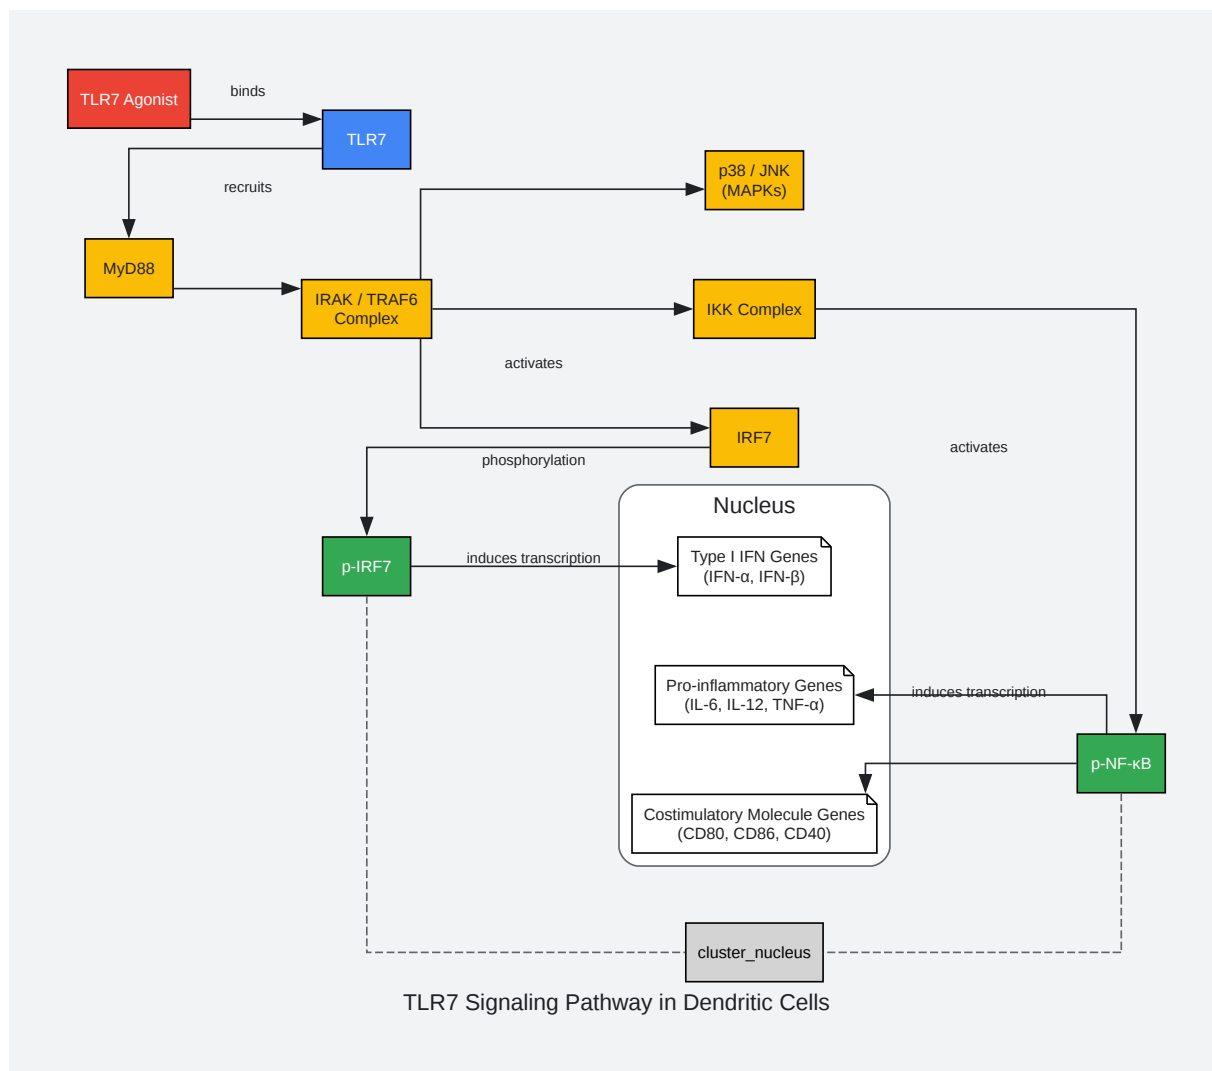 TLR7 Agonist
binds
TLR7
recruits
p38 / JNK
(MAPKs)
MyD88
IRAK / TRAF6
Complex
IKK Complex
activates
IRF7
activates
phosphorylation
Nucleus
p-IRF7
induces transcription
Type I IFN Genes
(IFN-α, IFN-β)
Pro-inflammatory Genes
(IL-6, IL-12, TNF-α)
induces transcription
p-NF-κB
Costimulatory Molecule Genes
(CD80, CD86, CD40)
cluster_nucleus
TLR7 Signaling Pathway in Dendritic Cells